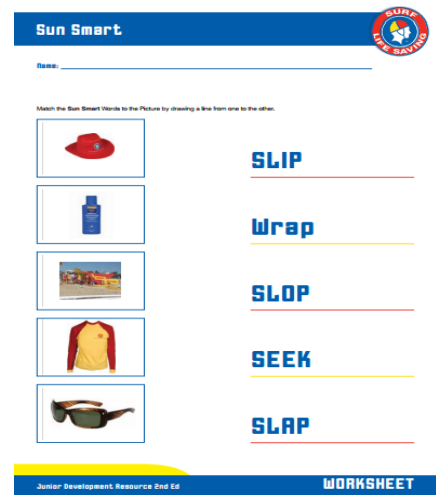 Sun Smart
SURF
LIFE SAVING
Name:
Match the Sun Smart Words to the Picture by drawing a line from one to the other.
SLIP
Wrap
SLOP
SEEK
SLAP
Junior Development Resource 2nd Ed
WORKSHEET